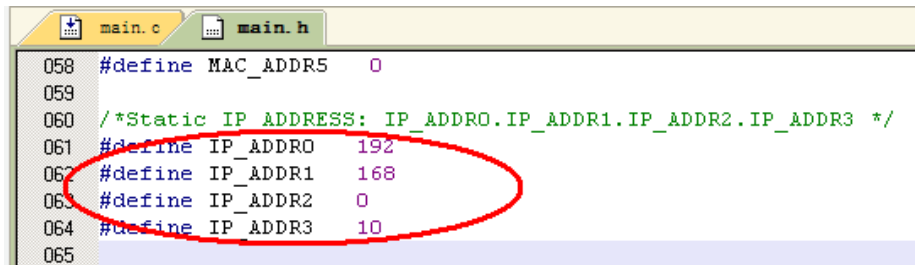 main.c main.h
058 #define MAC_ADDR5 0
059
060 /*Static IP ADDRESS: IP_ADDR0.IP_ADDR1.IP_ADDR2.IP_ADDR3 */
061 #define IP_ADDR0 192
062 #define IP_ADDR1 168
063 #define IP_ADDR2 0
064 #define IP_ADDR3 10
065